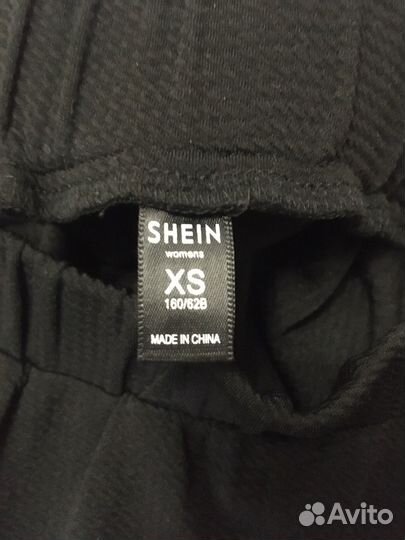 SHEIN
womens
XS
160/62B
MADE IN CHINA
Avito